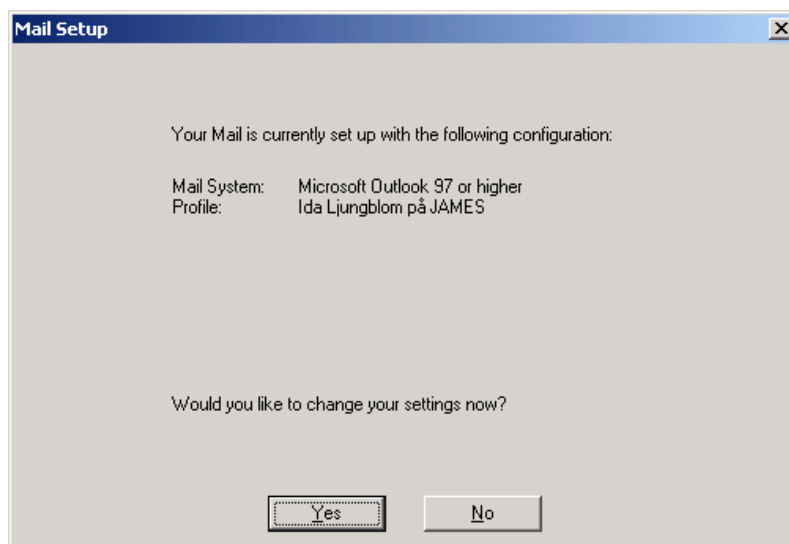 Mail Setup
Your Mail is currently set up with the following configuration:
Mail System: Microsoft Outlook 97 or higher
Profile: Ida Ljungblom på JAMES
Would you like to change your settings now?
Yes No